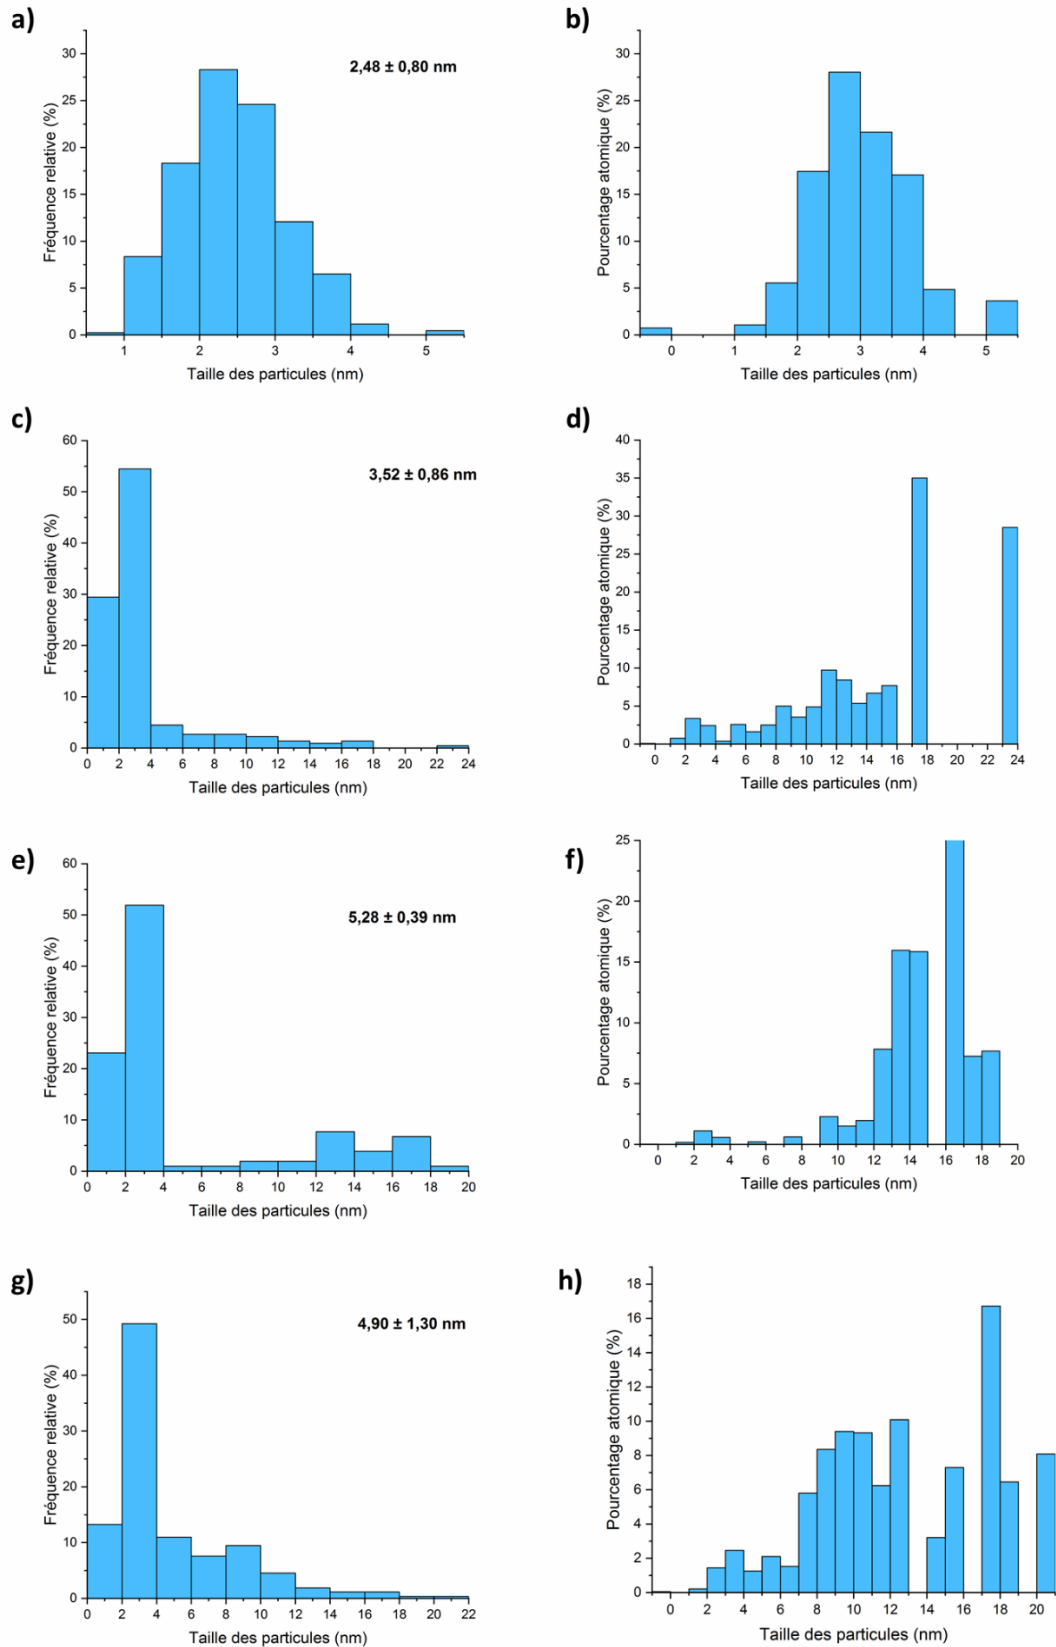 a)
30
25
20
15
10
5
0
Fréquence relative (%)
2,48 ± 0,80 nm
1 2 3 4 5
Taille des particules (nm)
b)
30
25
20
15
10
5
0
Pourcentage atomique (%)
0 1 2 3 4 5
Taille des particules (nm)
c)
60
50
40
30
20
10
0
Fréquence relative (%)
3,52 ± 0,86 nm
0 2 4 6 8 10 12 14 16 18 20 22 24
Taille des particules (nm)
d)
40
35
30
25
20
15
10
5
0
Pourcentage atomique (%)
0 2 4 6 8 10 12 14 16 18 20 22 24
Taille des particules (nm)
e)
60
50
40
30
20
10
0
Fréquence relative (%)
5,28 ± 0,39 nm
0 2 4 6 8 10 12 14 16 18 20
Taille des particules (nm)
f)
25
20
15
10
5
0
Pourcentage atomique (%)
0 2 4 6 8 10 12 14 16 18 20
Taille des particules (nm)
g)
50
40
30
20
10
0
Fréquence relative (%)
4,90 ± 1,30 nm
0 2 4 6 8 10 12 14 16 18 20 22
Taille des particules (nm)
h)
18
16
14
12
10
8
6
4
2
0
Pourcentage atomique (%)
0 2 4 6 8 10 12 14 16 18 20
Taille des particules (nm)